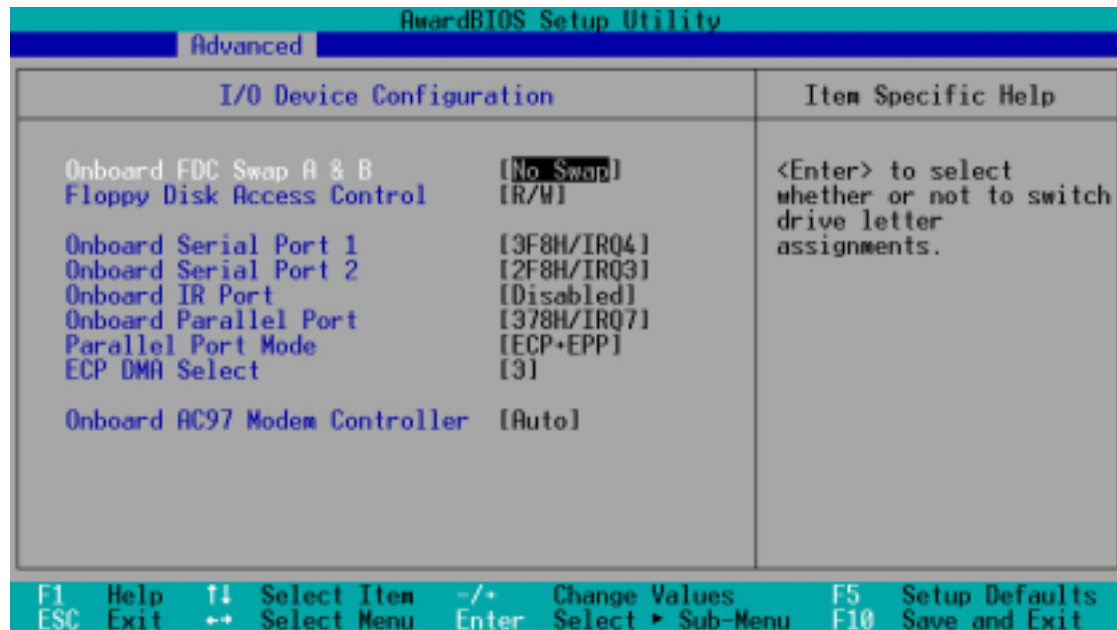 AwardBIOS Setup Utility
Advanced
I/O Device Configuration
Item Specific Help
Onboard FDC Swap A & B [No Swap]
Floppy Disk Access Control [R/W]
Onboard Serial Port 1 [3F8H/IRQ4]
Onboard Serial Port 2 [2F8H/IRQ3]
Onboard IR Port [Disabled]
Onboard Parallel Port [378H/IRQ7]
Parallel Port Mode [ECP+EPP]
ECP DMA Select [3]
Onboard AC97 Modem Controller [Auto]
<Enter> to select
whether or not to switch
drive letter
assignments.
F1 Help ↑↓ Select Item -/+ Change Values F5 Setup Defaults
ESC Exit ←→ Select Menu Enter Select ► Sub-Menu F10 Save and Exit